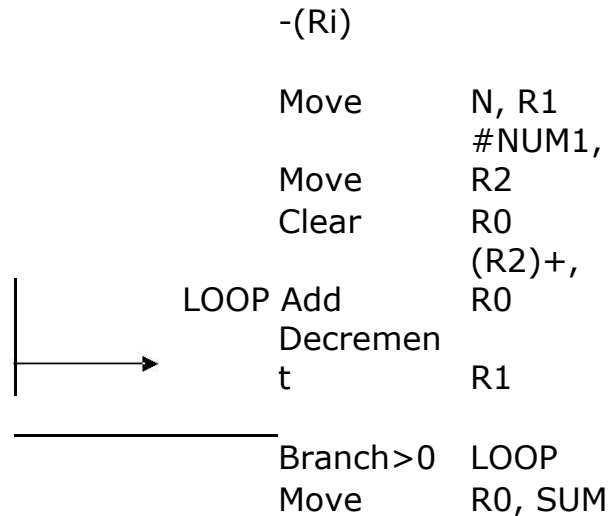 -(Ri)
Move N, R1
#NUM1,
Move R2
Clear R0
(R2)+,
LOOP Add R0
Decremen
t R1
Branch>0 LOOP
Move R0, SUM